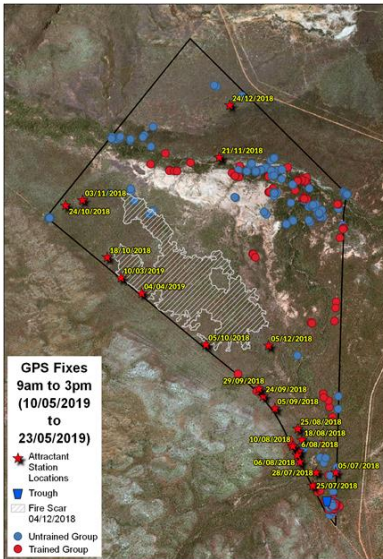 24/12/2018
21/11/2018
03/11/2018
24/10/2018
18/10/2018
10/03/2019
04/04/2019
05/10/2018
05/12/2018
29/09/2018
24/09/2018
05/09/2018
25/08/2018
18/08/2018
10/08/2018
6/08/2018
06/08/2018
05/07/2018
28/07/2018
25/07/2018
GPS Fixes
9am to 3pm
(10/05/2019
to
23/05/2019)
Attractant
Station
Locations
Trough
Fire Scar
04/12/2018
Untrained Group
Trained Group